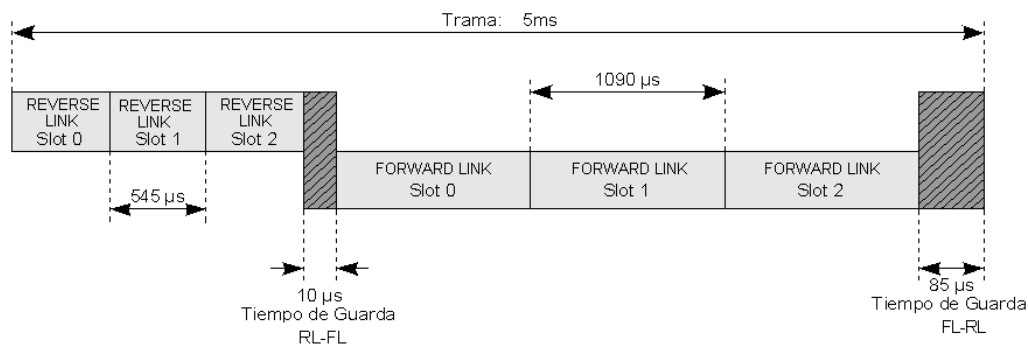 Trama: 5ms
1090 µs
REVERSE
LINK
Slot 0
REVERSE
LINK
Slot 1
REVERSE
LINK
Slot 2
FORWARD LINK
Slot 0
FORWARD LINK
Slot 1
FORWARD LINK
Slot 2
545 µs
10 µs
Tiempo de Guarda
RL-FL
85 µs
Tiempo de Guarda
FL-RL